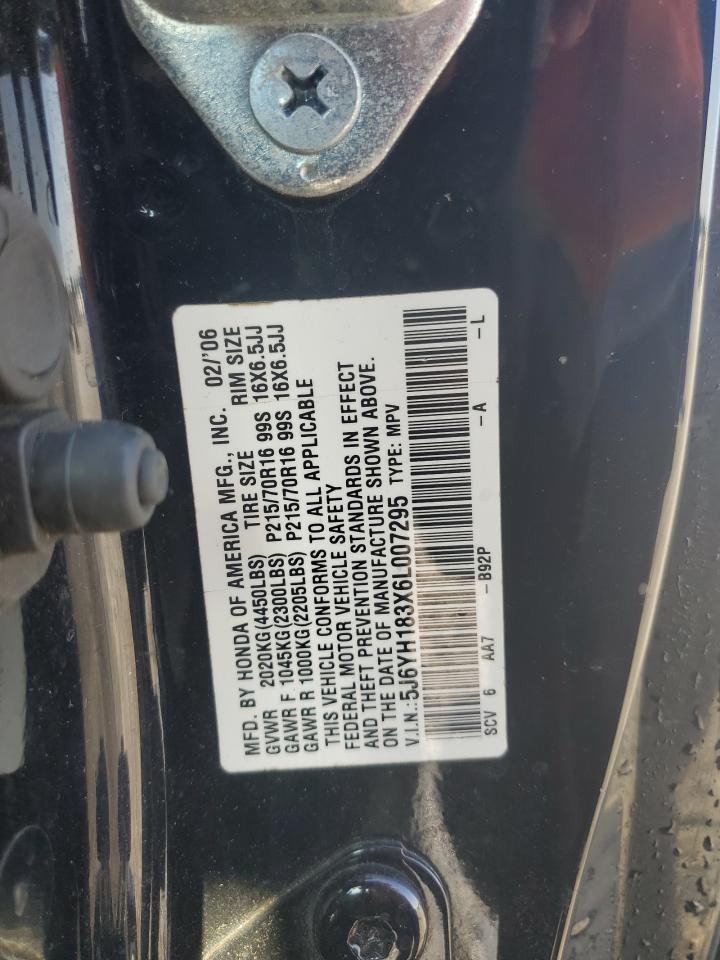 MFD. BY HONDA OF AMERICA MFG., INC. 02/'06
GVWR 2020KG(4450LBS) TIRE SIZE RIM SIZE
GAWR F 1045KG(2300LBS) P215/70R16 99S 16X6.5JJ
GAWR R 1000KG(2205LBS) P215/70R16 99S 16X6.5JJ
THIS VEHICLE CONFORMS TO ALL APPLICABLE
FEDERAL MOTOR VEHICLE SAFETY
AND THEFT PREVENTION STANDARDS IN EFFECT
ON THE DATE OF MANUFACTURE SHOWN ABOVE.
V.I.N.:5J6YH183X6L007295 TYPE: MPV
SCV 6 AA7 -B92P -A -L